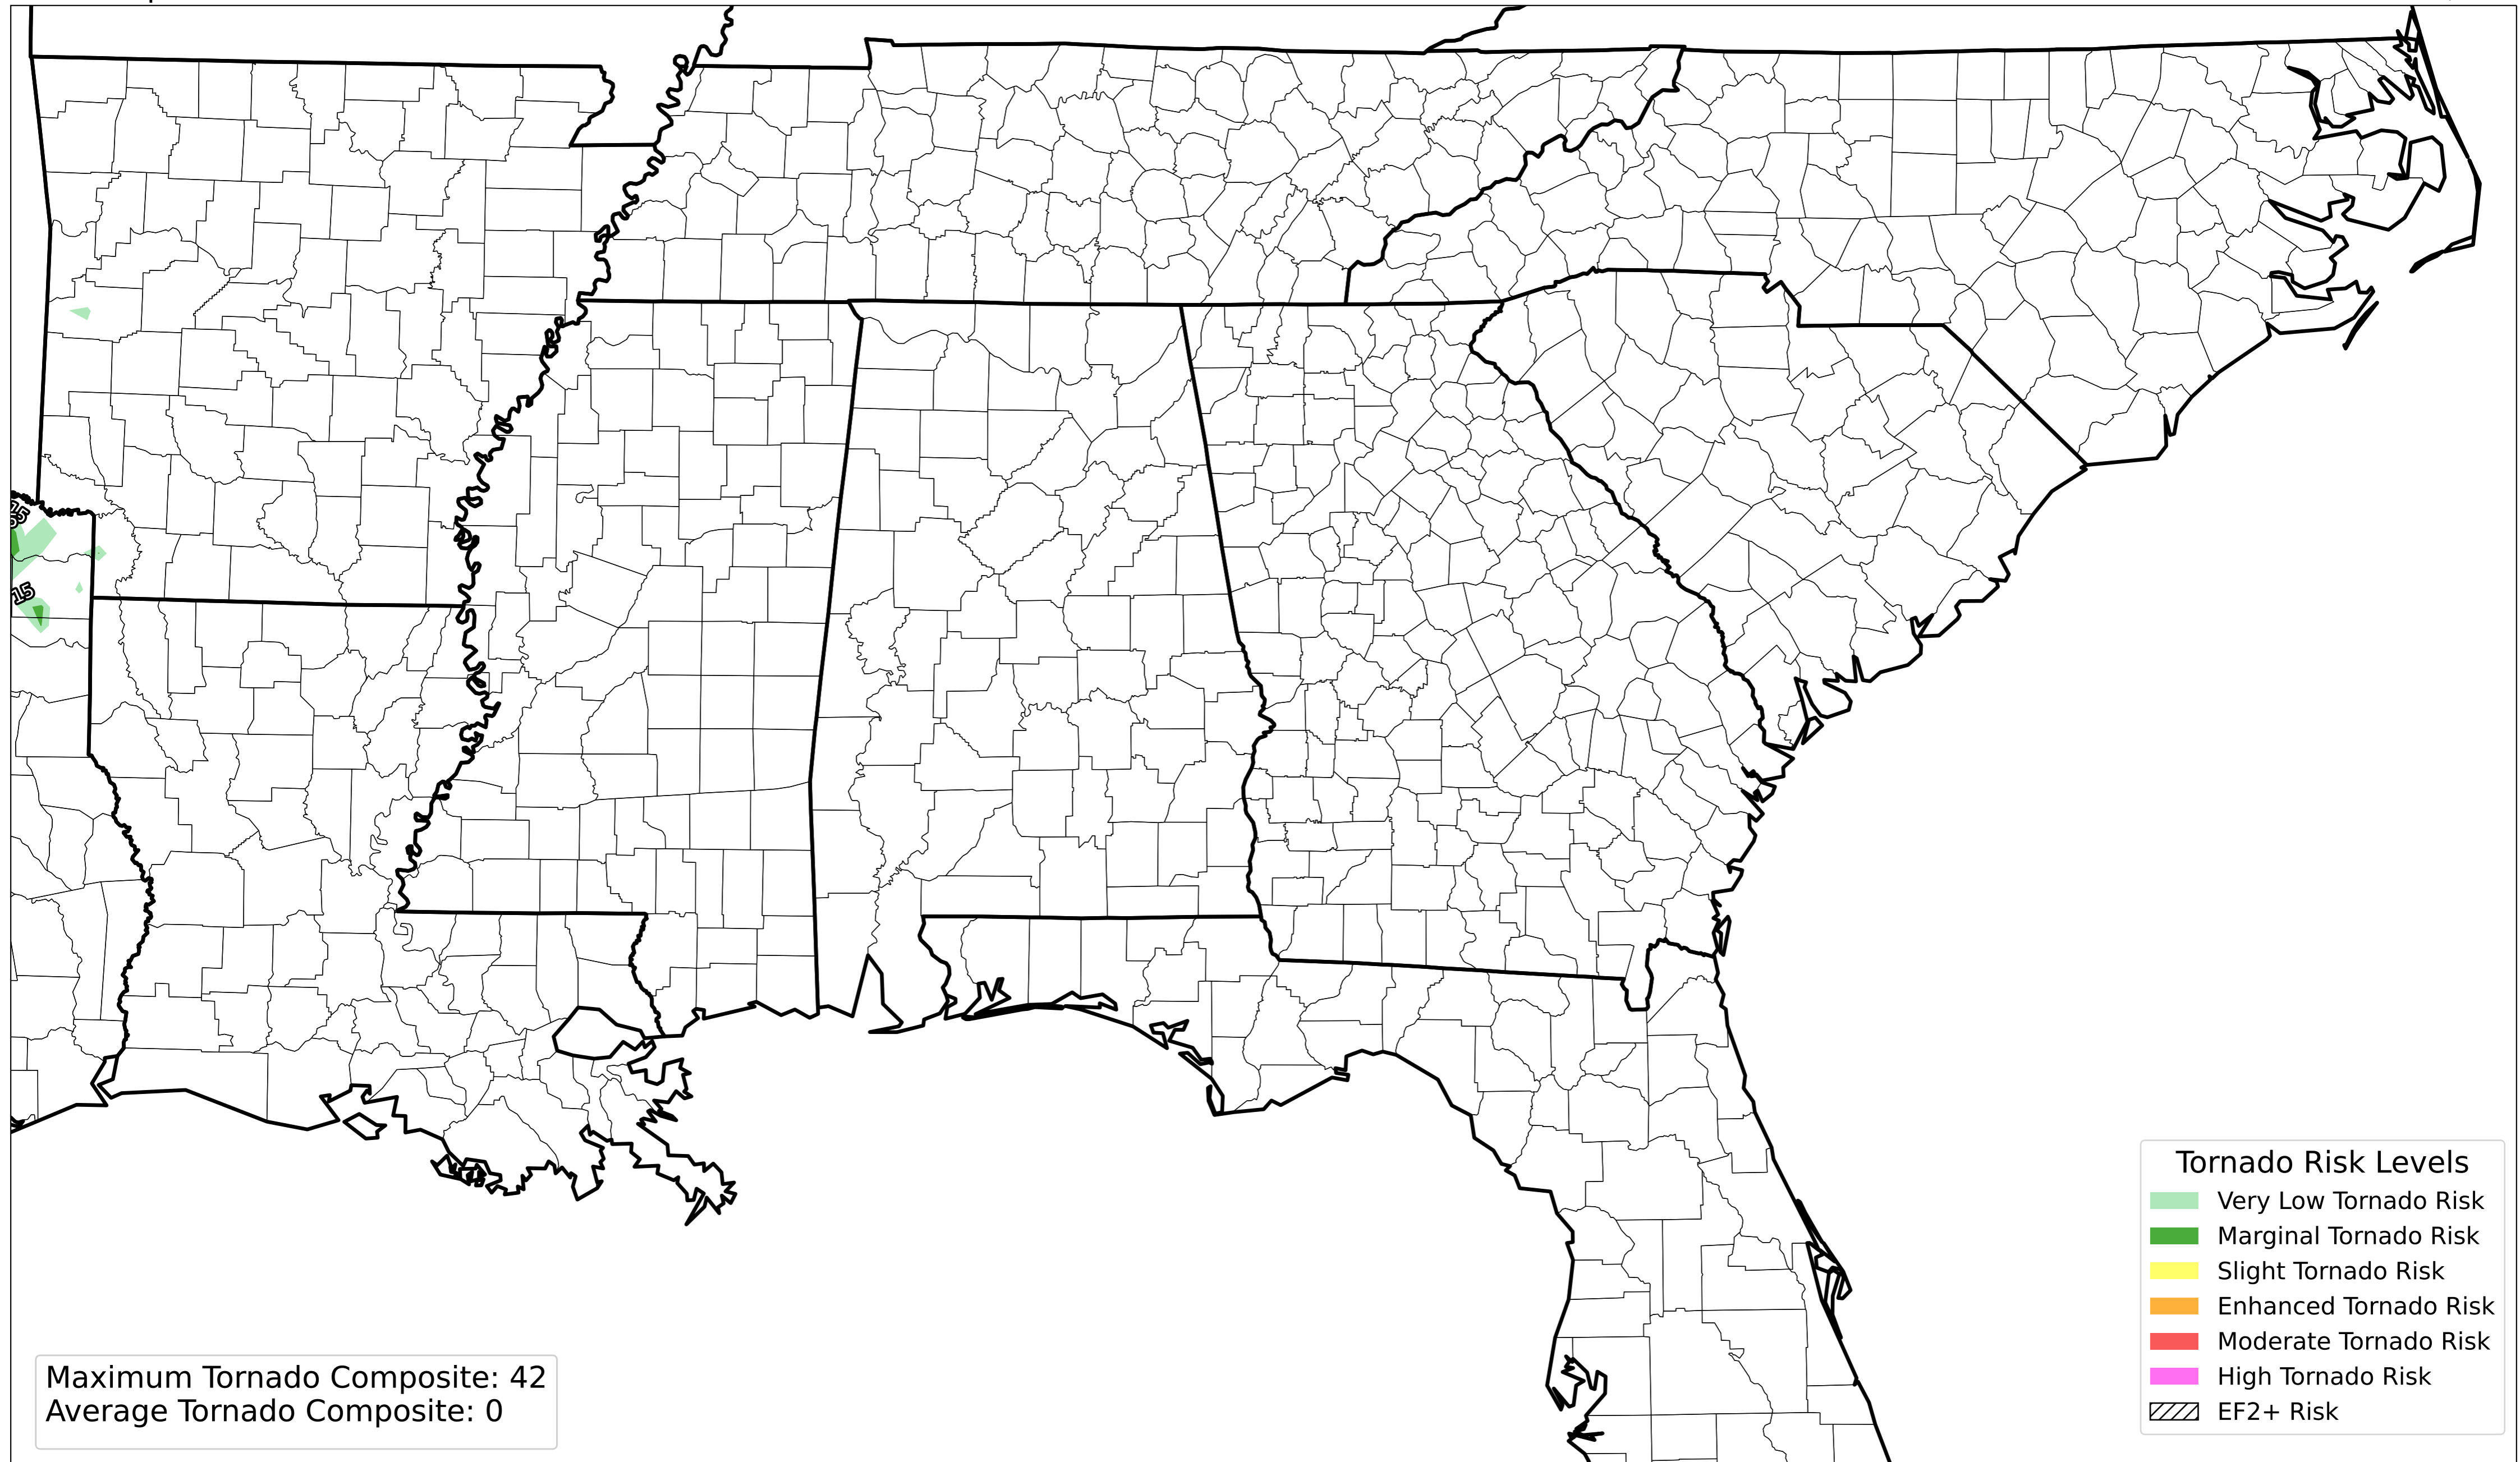 15
15
Tornado Risk Levels
Very Low Tornado Risk
Marginal Tornado Risk
Slight Tornado Risk
Enhanced Tornado Risk
Moderate Tornado Risk
High Tornado Risk
EF2+ Risk
Maximum Tornado Composite: 42
Average Tornado Composite: 0